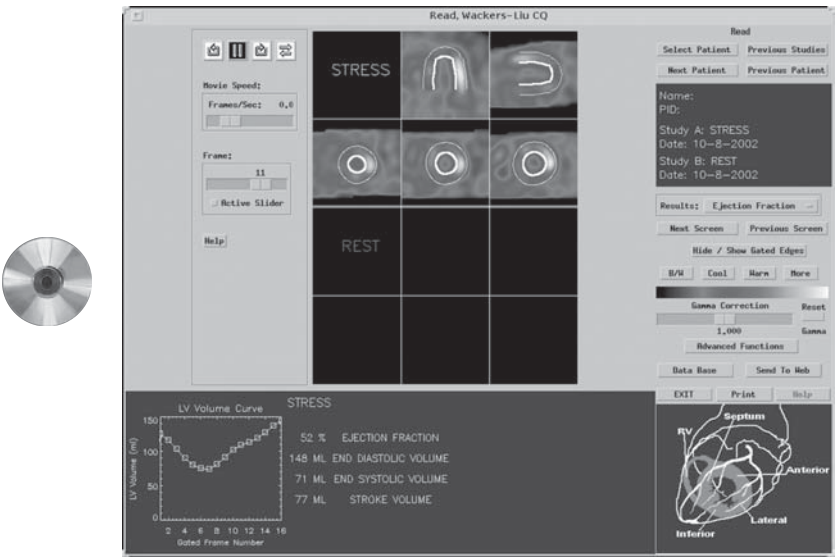 Read, Wackers-Liu CQ
Movie Speed:
Frames/Sec: 0.0
Frame:
11
Active Slider
Help
STRESS
REST
Read
Select Patient Previous Studies
Next Patient Previous Patient
Name:
PID:
Study A: STRESS
Date: 10-8-2002
Study B: REST
Date: 10-8-2002
Results: Ejection Fraction
Next Screen Previous Screen
Hide / Show Gated Edges
B/W Cool Warm More
Gamma Correction Reset
1.000 Gamma
Advanced Functions
Data Base Send To Web
EXIT Print Help
LV Volume Curve
LV Volume (ml)
150
100
50
0
2 4 6 8 10 12 14 16
Gated Frame Number
STRESS
52 % EJECTION FRACTION
148 ML END DIASTOLIC VOLUME
71 ML END SYSTOLIC VOLUME
77 ML STROKE VOLUME
Septum
RV
Anterior
Lateral
Inferior